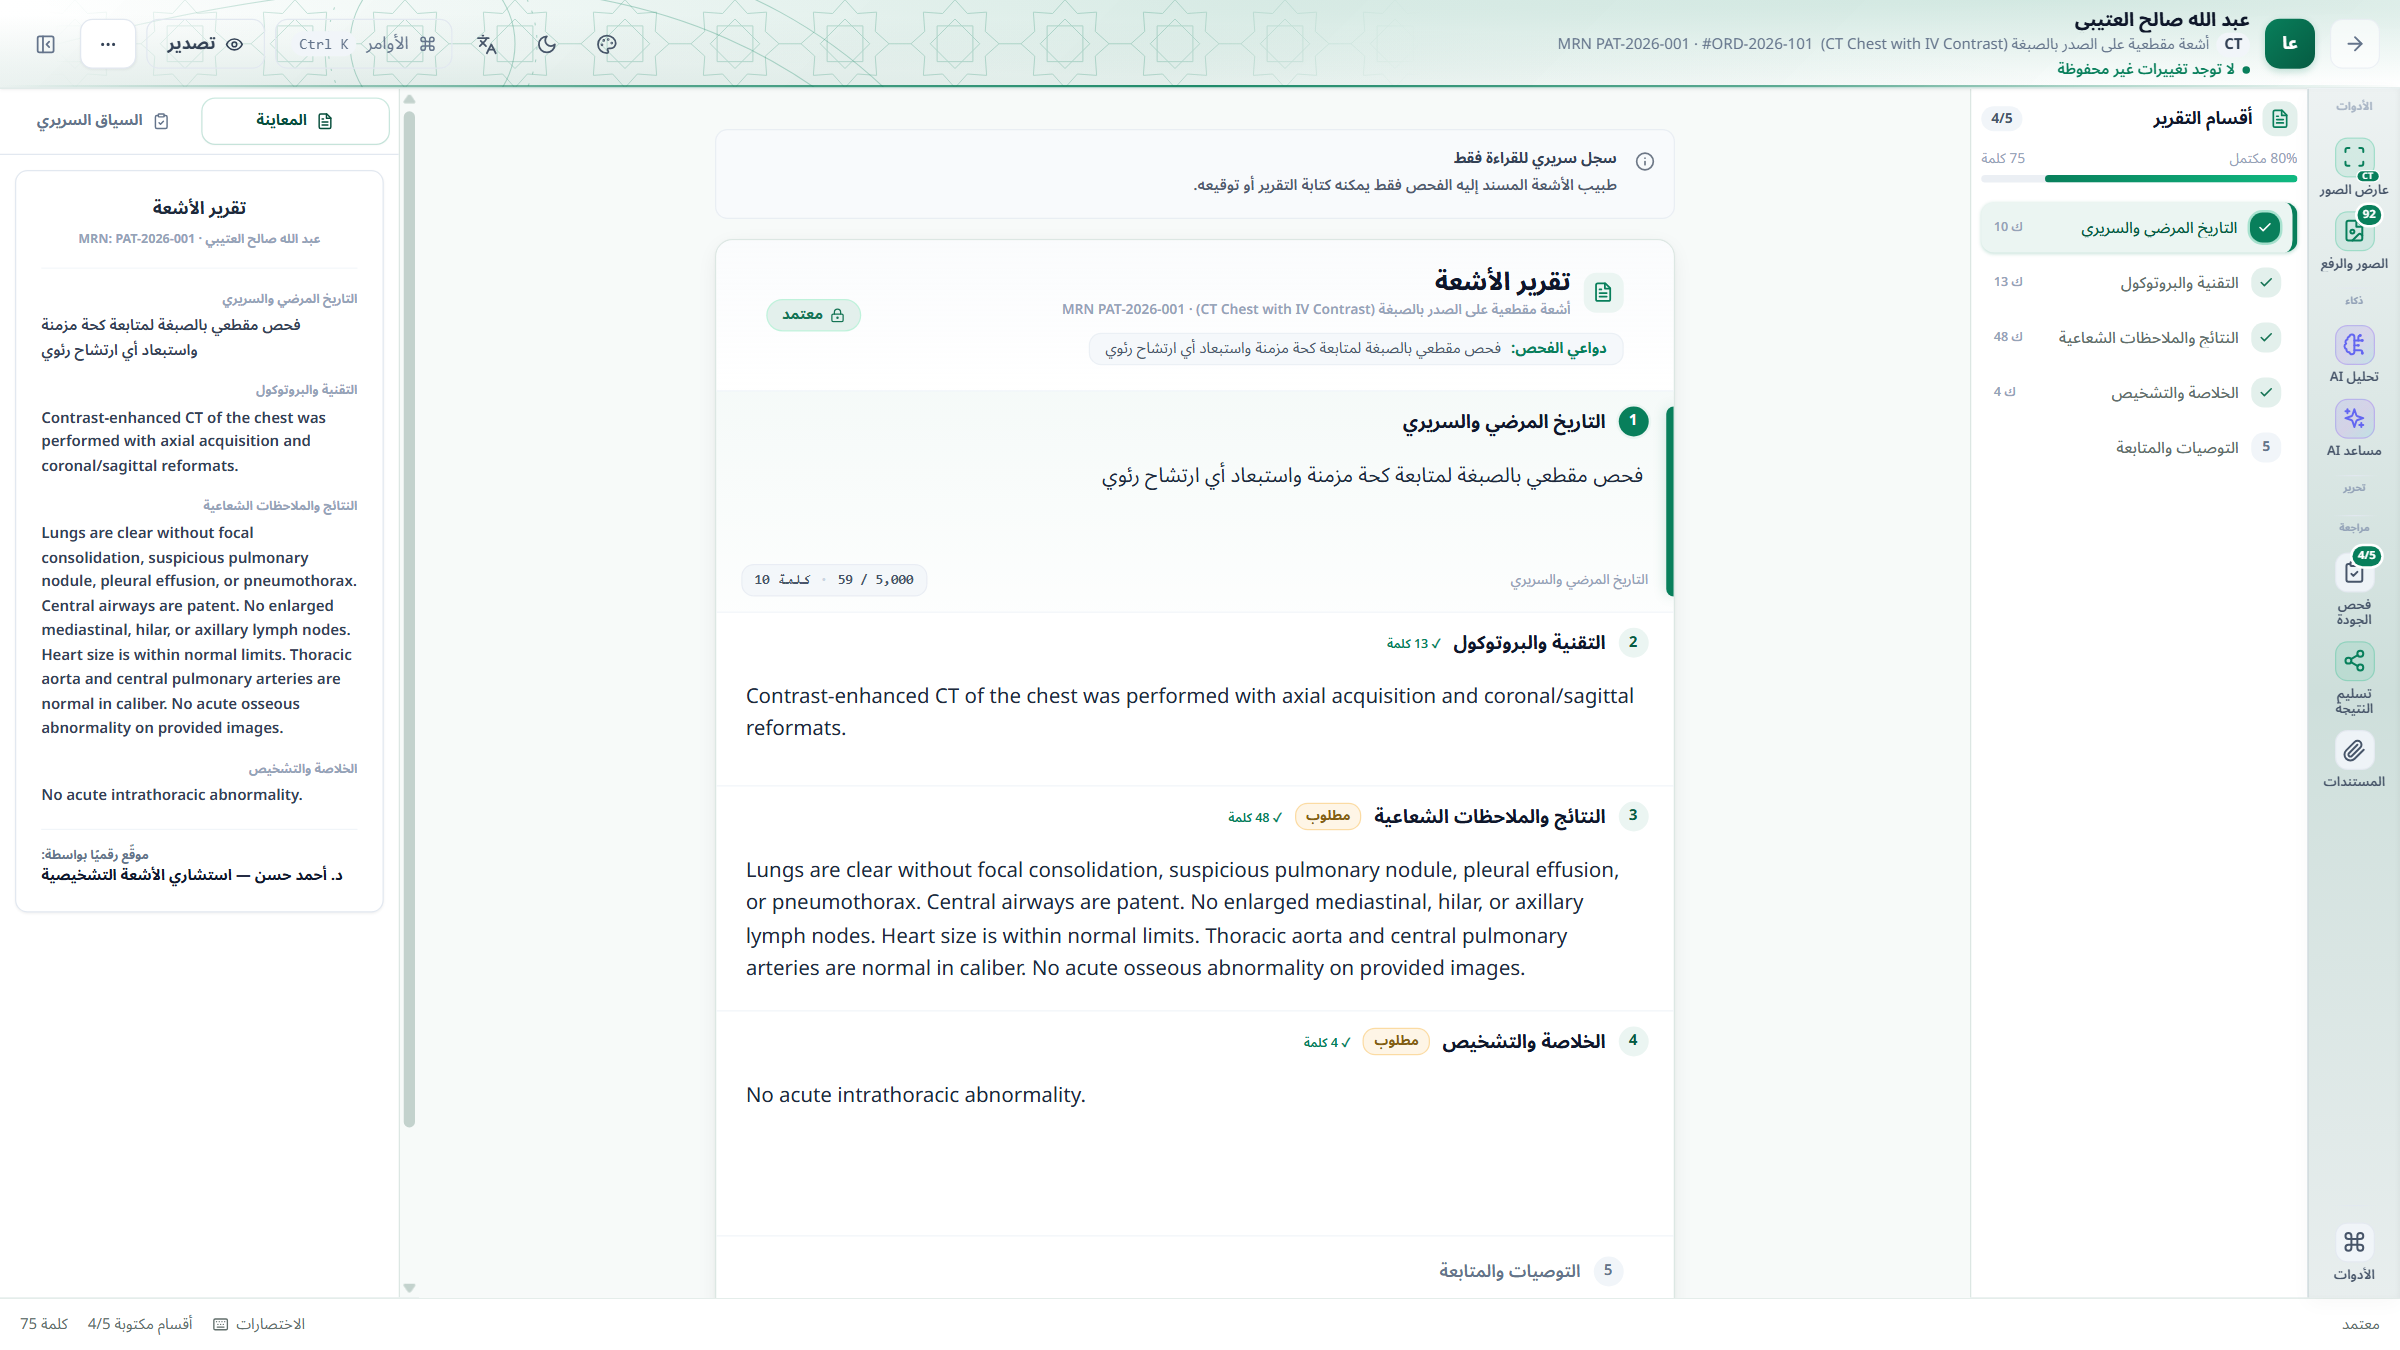 عبد الله صالح العتيبي
CT أشعة مقطعية على الصدر بالصبغة (CT Chest with IV Contrast) MRN PAT-2026-001 · #ORD-2026-101
لا توجد تغييرات غير محفوظة
عا
الأوامر Ctrl K
تصدير
الأدوات
عارض الصور
CT
92
الصور والرفع
ذكاء
تحليل AI
مساعد AI
تحرير
مراجعة
4/5
فحص
الجودة
تسليم
النتيجة
المستندات
الأدوات
أقسام التقرير
4/5
80% مكتمل
75 كلمة
التاريخ المرضي والسريري
10 ك
التقنية والبروتوكول
13 ك
النتائج والملاحظات الشعاعية
48 ك
الخلاصة والتشخيص
4 ك
5 التوصيات والمتابعة
سجل سريري للقراءة فقط
طبيب الأشعة المسند إليه الفحص فقط يمكنه كتابة التقرير أو توقيعه.
تقرير الأشعة
أشعة مقطعية على الصدر بالصبغة (CT Chest with IV Contrast) · MRN PAT-2026-001
معتمد
دواعي الفحص: فحص مقطعي بالصبغة لمتابعة كحة مزمنة واستبعاد أي ارتشاح رئوي
1 التاريخ المرضي والسريري
فحص مقطعي بالصبغة لمتابعة كحة مزمنة واستبعاد أي ارتشاح رئوي
التاريخ المرضي والسريري
10 كلمة · 59 / 5,000
2 التقنية والبروتوكول ✓ 13 كلمة
Contrast-enhanced CT of the chest was performed with axial acquisition and coronal/sagittal
reformats.
3 النتائج والملاحظات الشعاعية مطلوب ✓ 48 كلمة
Lungs are clear without focal consolidation, suspicious pulmonary nodule, pleural effusion,
or pneumothorax. Central airways are patent. No enlarged mediastinal, hilar, or axillary
lymph nodes. Heart size is within normal limits. Thoracic aorta and central pulmonary
arteries are normal in caliber. No acute osseous abnormality on provided images.
4 الخلاصة والتشخيص مطلوب ✓ 4 كلمة
No acute intrathoracic abnormality.
5 التوصيات والمتابعة
المعاينة
السياق السريري
تقرير الأشعة
عبد الله صالح العتيبي · MRN: PAT-2026-001
التاريخ المرضي والسريري
فحص مقطعي بالصبغة لمتابعة كحة مزمنة
واستبعاد أي ارتشاح رئوي
التقنية والبروتوكول
Contrast-enhanced CT of the chest was
performed with axial acquisition and
coronal/sagittal reformats.
النتائج والملاحظات الشعاعية
Lungs are clear without focal
consolidation, suspicious pulmonary
nodule, pleural effusion, or pneumothorax.
Central airways are patent. No enlarged
mediastinal, hilar, or axillary lymph nodes.
Heart size is within normal limits. Thoracic
aorta and central pulmonary arteries are
normal in caliber. No acute osseous
abnormality on provided images.
الخلاصة والتشخيص
No acute intrathoracic abnormality.
موقّع رقميًا بواسطة:
د. أحمد حسن — استشاري الأشعة التشخيصية
معتمد
الاختصارات
أقسام مكتوبة 4/5
75 كلمة